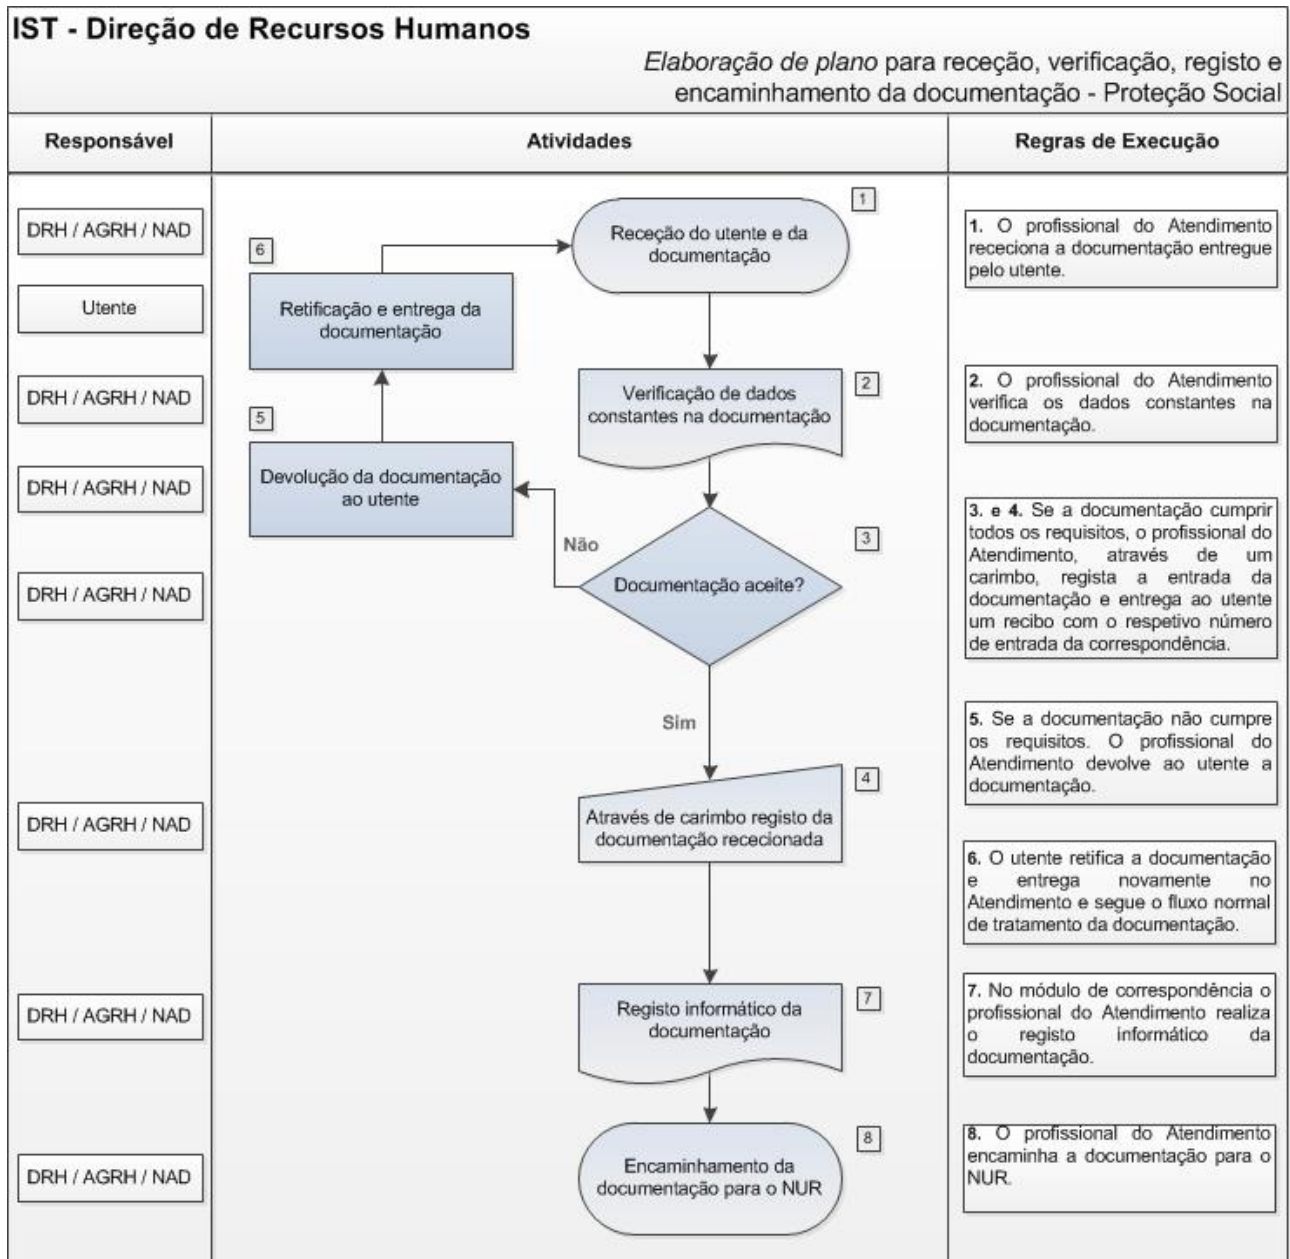 IST - Direção de Recursos Humanos
Elaboração de plano para receção, verificação, registo e
encaminhamento da documentação - Proteção Social
Responsável
Atividades
Regras de Execução
DRH / AGRH / NAD
Utente
DRH / AGRH / NAD
DRH / AGRH / NAD
DRH / AGRH / NAD
DRH / AGRH / NAD
DRH / AGRH / NAD
DRH / AGRH / NAD
1
Receção do utente e da
documentação
6
Retificação e entrega da
documentação
2
Verificação de dados
constantes na documentação
5
Devolução da documentação
ao utente
Não
3
Documentação aceite?
Sim
4
Através de carimbo registo da
documentação rececionada
7
Registo informático da
documentação
8
Encaminhamento da
documentação para o NUR
1. O profissional do Atendimento
receciona a documentação entregue
pelo utente.
2. O profissional do Atendimento
verifica os dados constantes na
documentação.
3. e 4. Se a documentação cumprir
todos os requisitos, o profissional do
Atendimento, através de um
carimbo, regista a entrada da
documentação e entrega ao utente
um recibo com o respetivo número
de entrada da correspondência.
5. Se a documentação não cumpre
os requisitos. O profissional do
Atendimento devolve ao utente a
documentação.
6. O utente retifica a documentação
e entrega novamente no
Atendimento e segue o fluxo normal
de tratamento da documentação.
7. No módulo de correspondência o
profissional do Atendimento realiza
o registo informático da
documentação.
8. O profissional do Atendimento
encaminha a documentação para o
NUR.